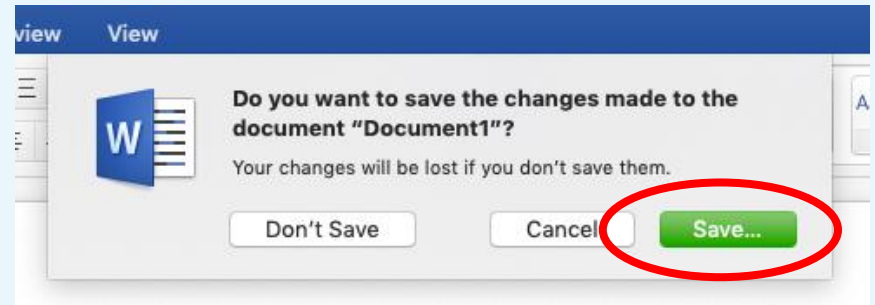 view View
W
Do you want to save the changes made to the
document “Document1”?
Your changes will be lost if you don’t save them.
Don’t Save Cancel Save...